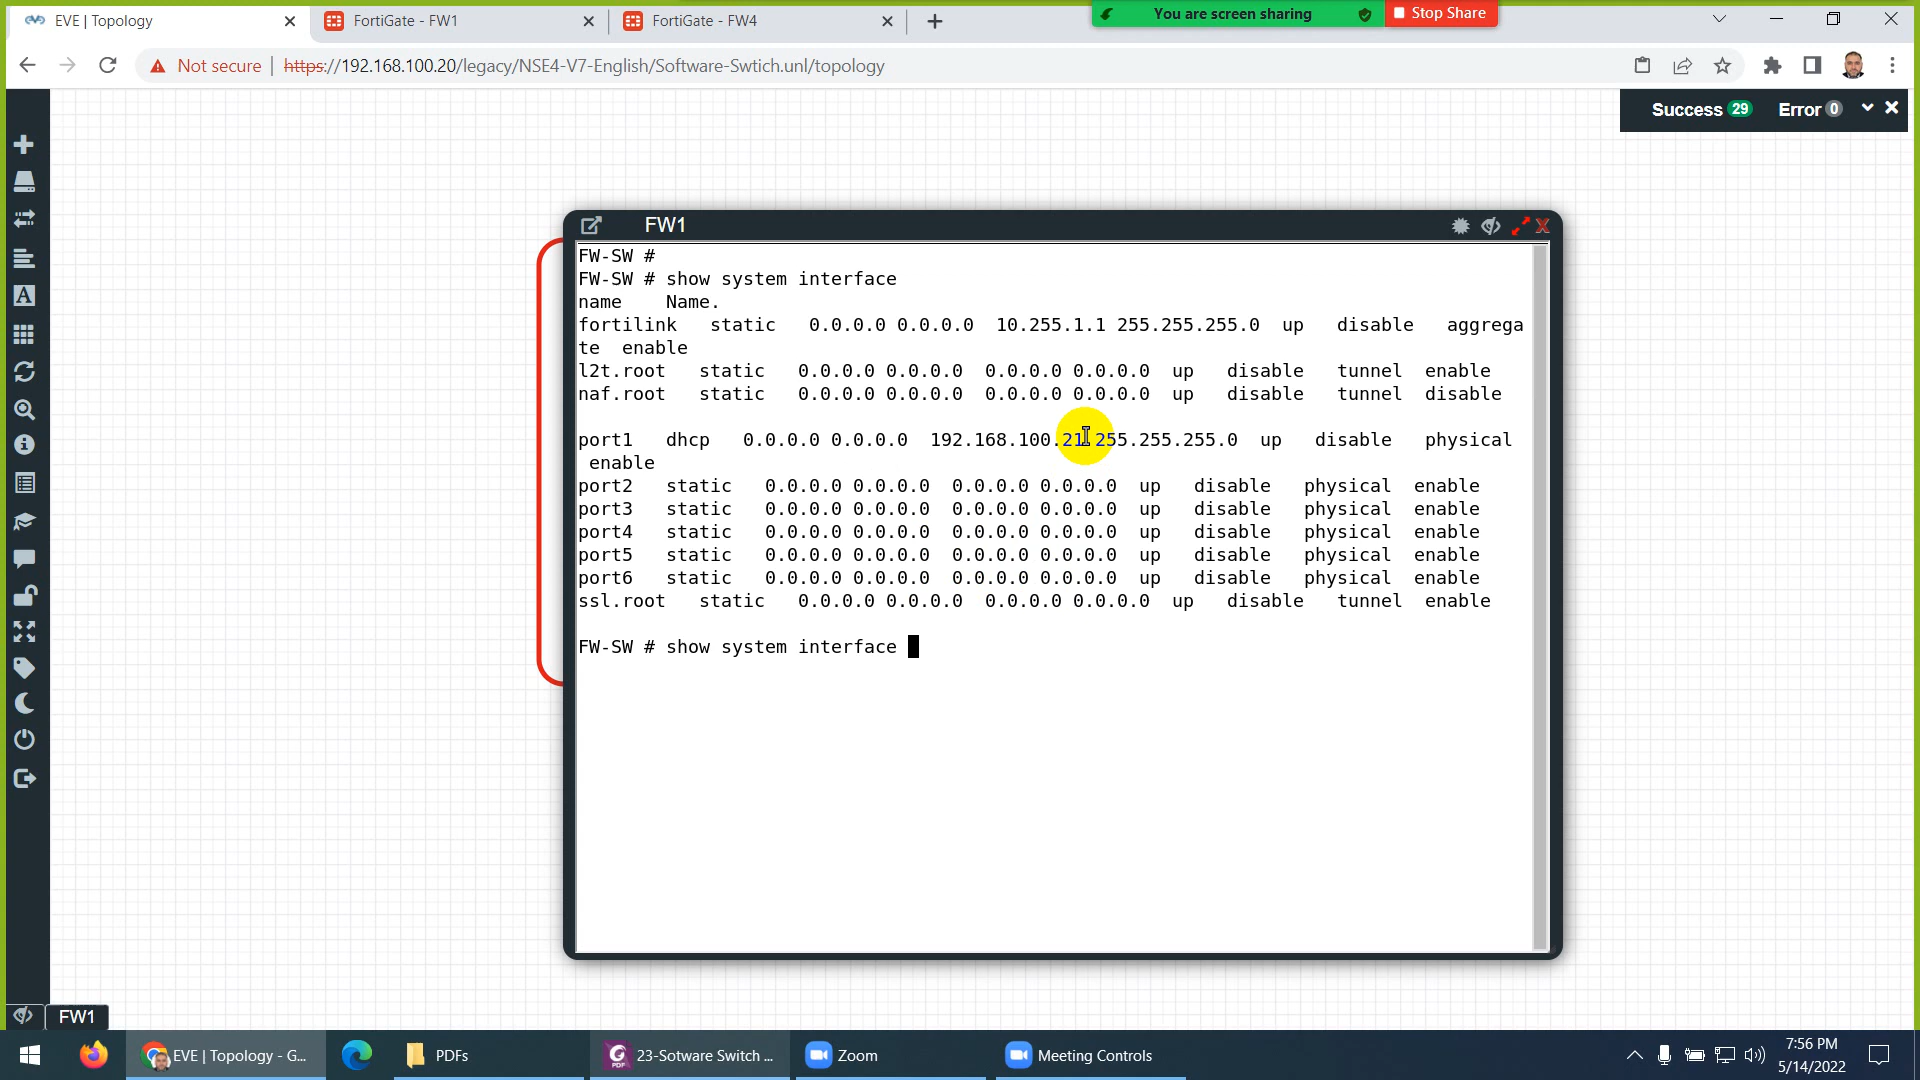 EVE | Topology
FortiGate - FW1
FortiGate - FW4
You are screen sharing
Stop Share
Not secure
https://192.168.100.20/legacy/NSE4-V7-English/Software-Swtich.unl/topology
Success 29 Error 0
FW1
FW-SW #
FW-SW # show system interface
name Name.
fortilink static 0.0.0.0 0.0.0.0 10.255.1.1 255.255.255.0 up disable aggrega
te enable
l2t.root static 0.0.0.0 0.0.0.0 0.0.0.0 0.0.0.0 up disable tunnel enable
naf.root static 0.0.0.0 0.0.0.0 0.0.0.0 0.0.0.0 up disable tunnel disable
port1 dhcp 0.0.0.0 0.0.0.0 192.168.100.21 255.255.255.0 up disable physical
enable
port2 static 0.0.0.0 0.0.0.0 0.0.0.0 0.0.0.0 up disable physical enable
port3 static 0.0.0.0 0.0.0.0 0.0.0.0 0.0.0.0 up disable physical enable
port4 static 0.0.0.0 0.0.0.0 0.0.0.0 0.0.0.0 up disable physical enable
port5 static 0.0.0.0 0.0.0.0 0.0.0.0 0.0.0.0 up disable physical enable
port6 static 0.0.0.0 0.0.0.0 0.0.0.0 0.0.0.0 up disable physical enable
ssl.root static 0.0.0.0 0.0.0.0 0.0.0.0 0.0.0.0 up disable tunnel enable
FW-SW # show system interface
FW1
EVE | Topology - G...
PDFs
23-Sotware Switch ...
Zoom
Meeting Controls
7:56 PM
5/14/2022